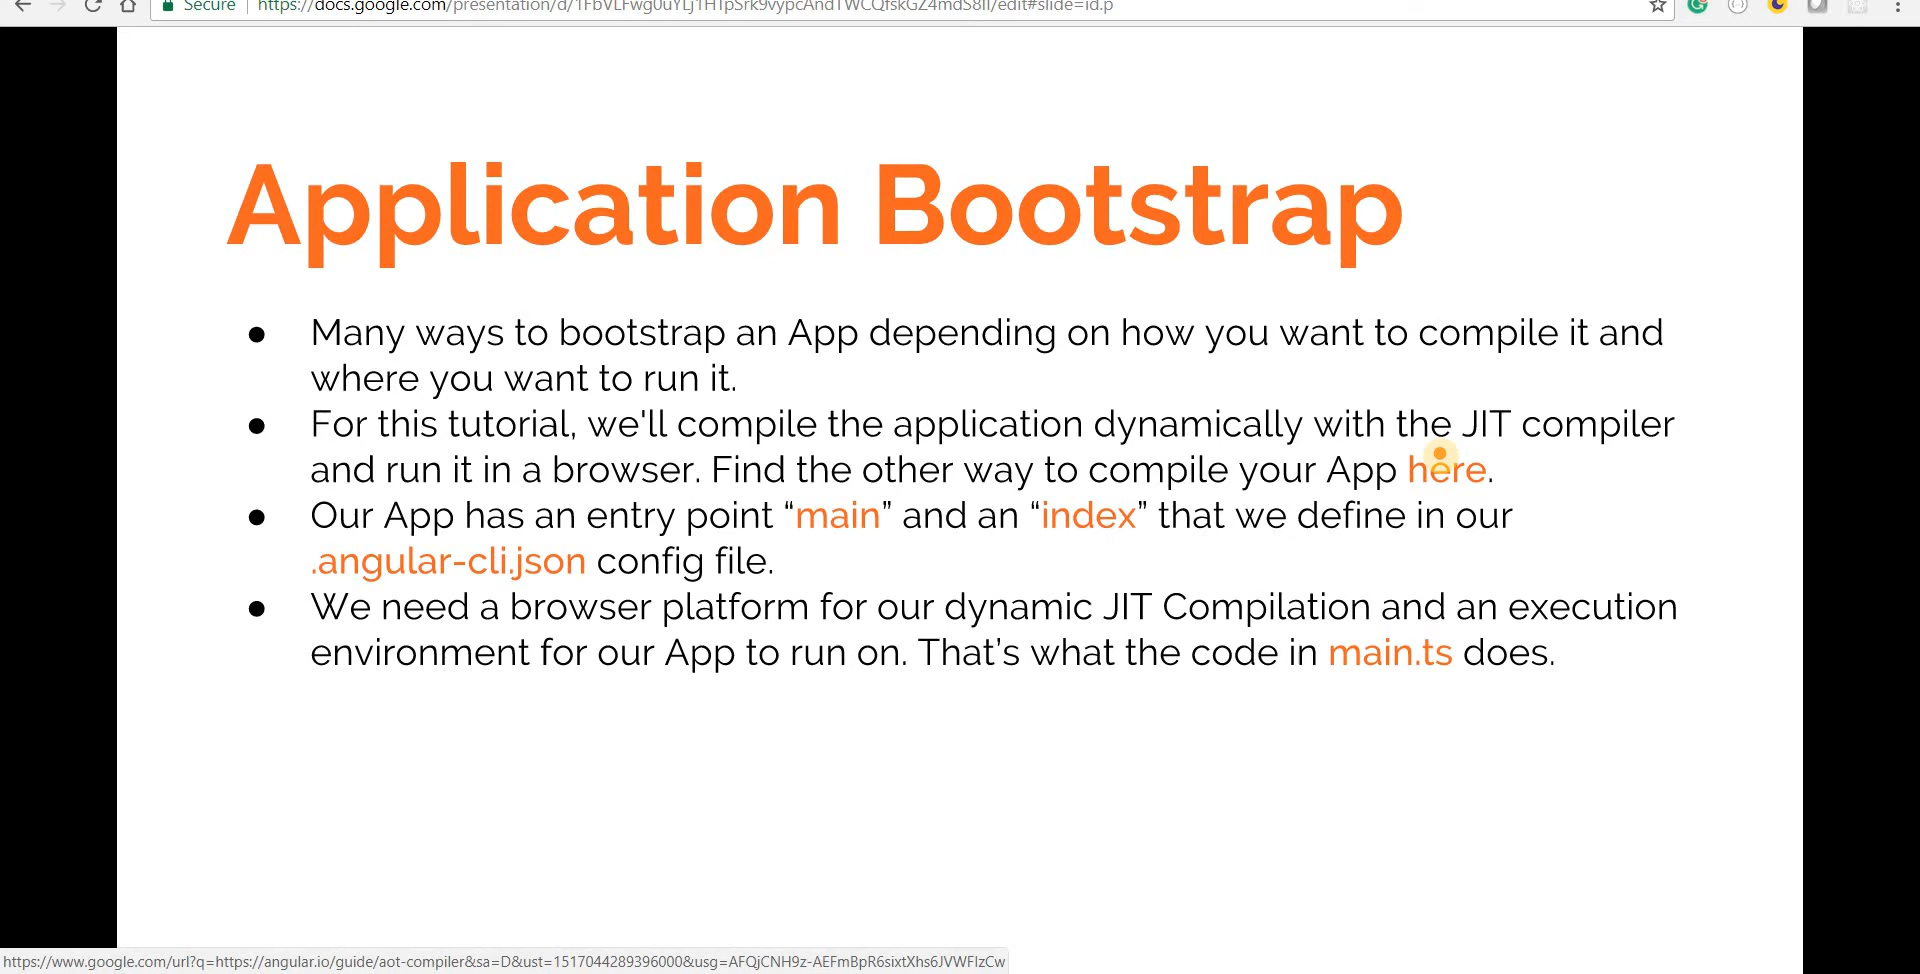 Secure https://docs.google.com/presentation/d/1FbVLFwg0uYLj1H1pSrk9vypcAnd1WCQfskGZ4mdS8II/edit#slide=id.p
Application Bootstrap
● Many ways to bootstrap an App depending on how you want to compile it and
where you want to run it.
● For this tutorial, we'll compile the application dynamically with the JIT compiler
and run it in a browser. Find the other way to compile your App here.
● Our App has an entry point “main” and an “index” that we define in our
.angular-cli.json config file.
● We need a browser platform for our dynamic JIT Compilation and an execution
environment for our App to run on. That’s what the code in main.ts does.
https://www.google.com/url?q=https://angular.io/guide/aot-compiler&sa=D&ust=1517044289396000&usg=AFQjCNH9z-AEFmBpR6sixtXhs6JVWFIzCw